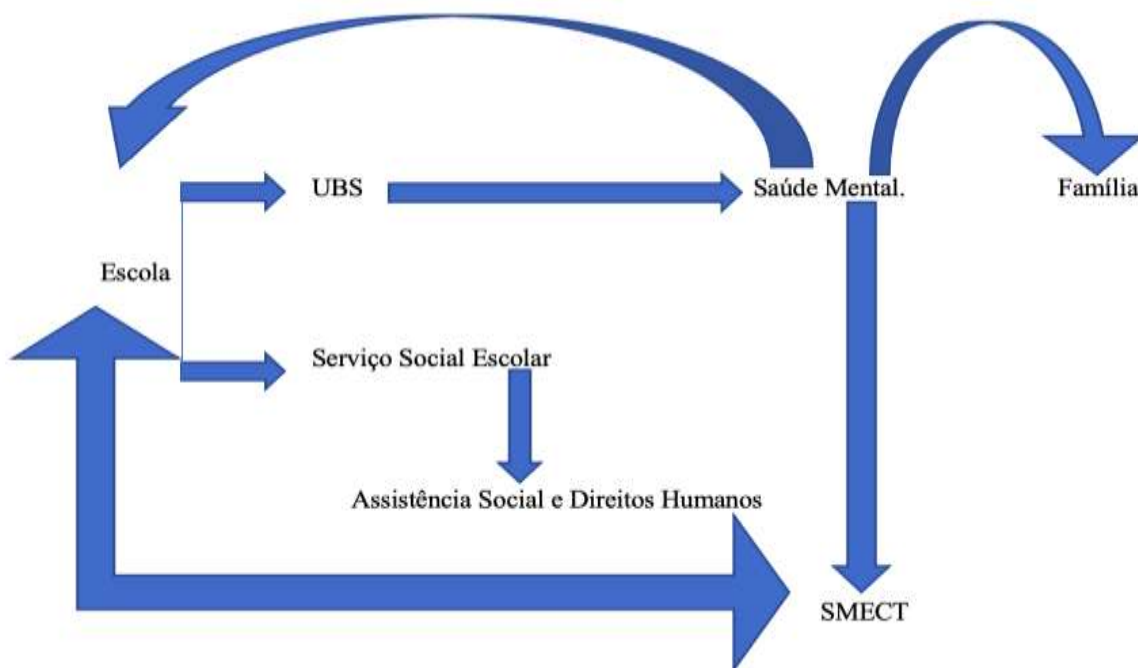 UBS
Saúde Mental.
Família
Escola
Serviço Social Escolar
Assistência Social e Direitos Humanos
SMECT